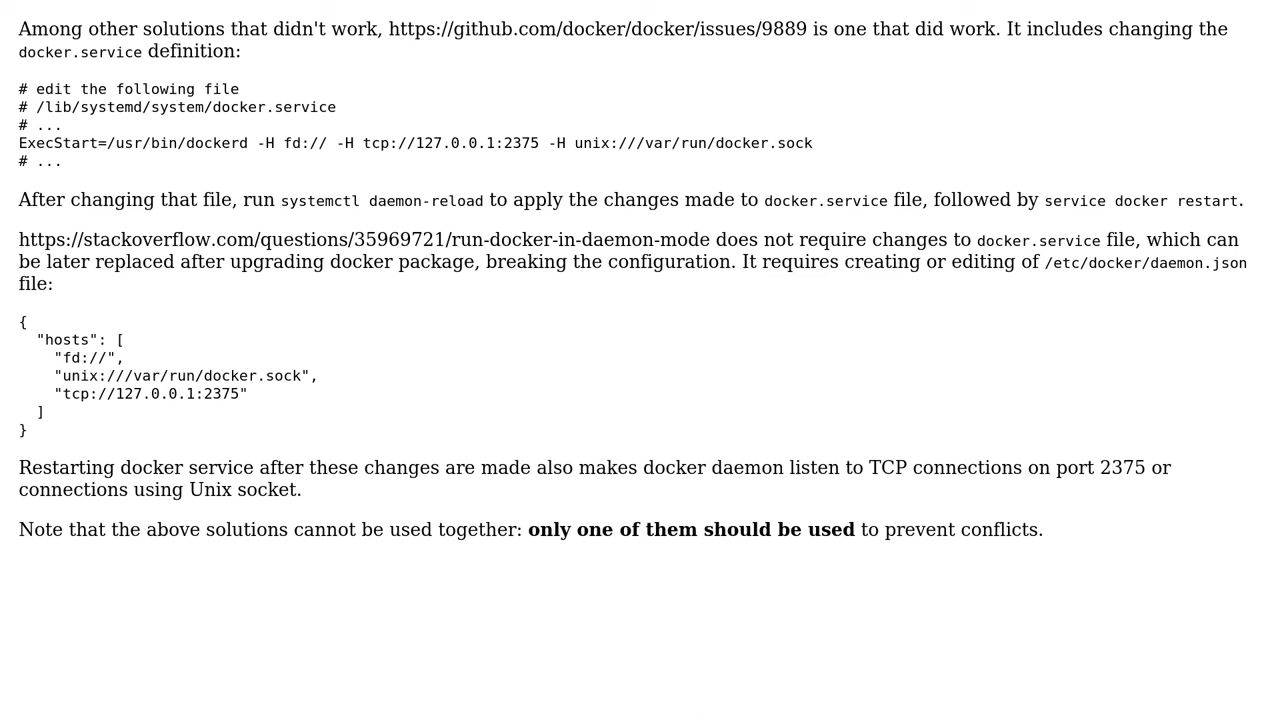 Among other solutions that didn't work, https://github.com/docker/docker/issues/9889 is one that did work. It includes changing the
docker.service definition:
# edit the following file
# /lib/systemd/system/docker.service
# ...
ExecStart=/usr/bin/dockerd -H fd:// -H tcp://127.0.0.1:2375 -H unix:///var/run/docker.sock
# ...
After changing that file, run systemctl daemon-reload to apply the changes made to docker.service file, followed by service docker restart.
https://stackoverflow.com/questions/35969721/run-docker-in-daemon-mode does not require changes to docker.service file, which can
be later replaced after upgrading docker package, breaking the configuration. It requires creating or editing of /etc/docker/daemon.json
file:
{
  "hosts": [
    "fd://",
    "unix:///var/run/docker.sock",
    "tcp://127.0.0.1:2375"
  ]
}
Restarting docker service after these changes are made also makes docker daemon listen to TCP connections on port 2375 or
connections using Unix socket.
Note that the above solutions cannot be used together: only one of them should be used to prevent conflicts.